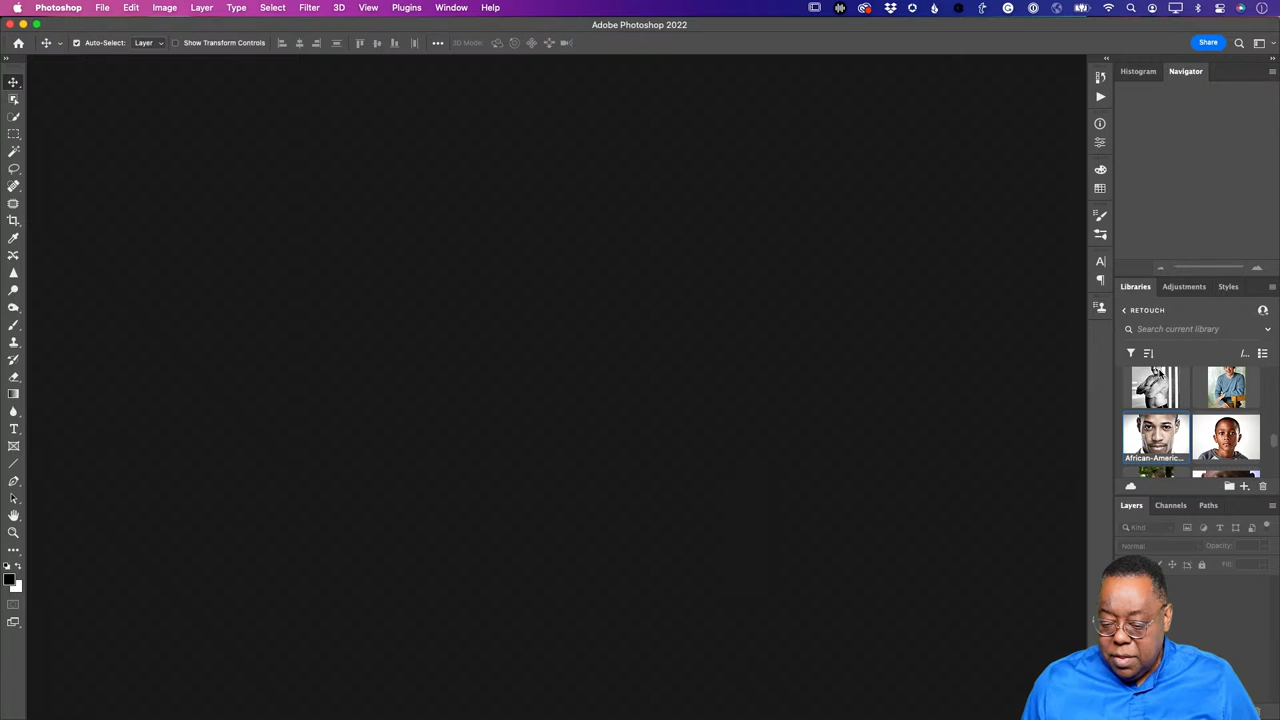 Photoshop File Edit Image Layer Type Select Filter 3D View Plugins Window Help
Adobe Photoshop 2022
Auto-Select: Layer Show Transform Controls 3D Mode: Share
Histogram Navigator
Libraries Adjustments Styles
RETOUCH
Search current library
African-Americ...
Layers Channels Paths
Kind
Normal Opacity:
Fill: